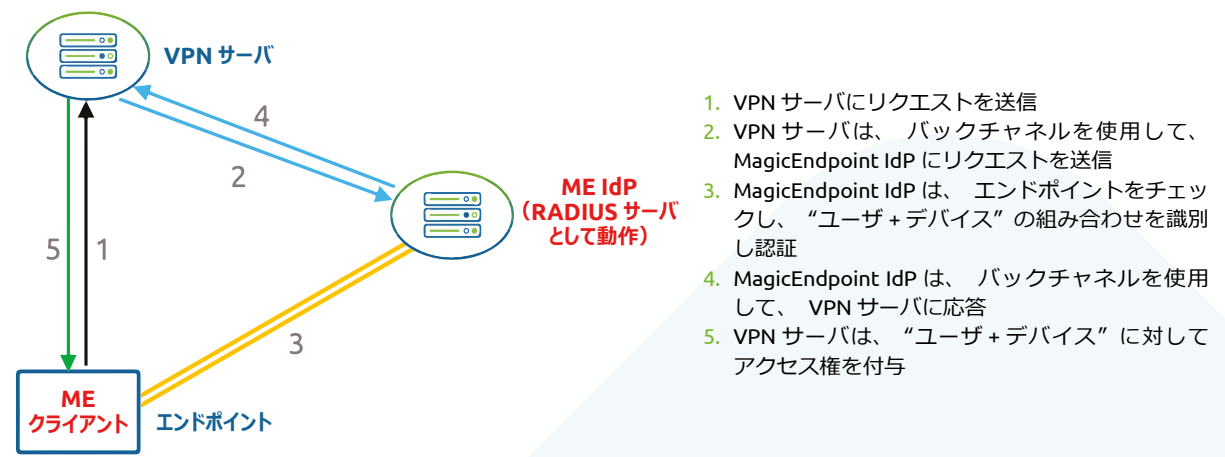 VPN サーバ
4
2
ME IdP
（RADIUS サーバ
として動作）
5
1
3
ME
クライアント
エンドポイント
1. VPN サーバにリクエストを送信
2. VPN サーバは、 バックチャネルを使用して、
MagicEndpoint IdP にリクエストを送信
3. MagicEndpoint IdP は、 エンドポイントをチェッ
クし、“ユーザ + デバイス”の組み合わせを識別
し認証
4. MagicEndpoint IdP は、 バックチャネルを使用
して、 VPN サーバに応答
5. VPN サーバは、“ユーザ + デバイス”に対して
アクセス権を付与